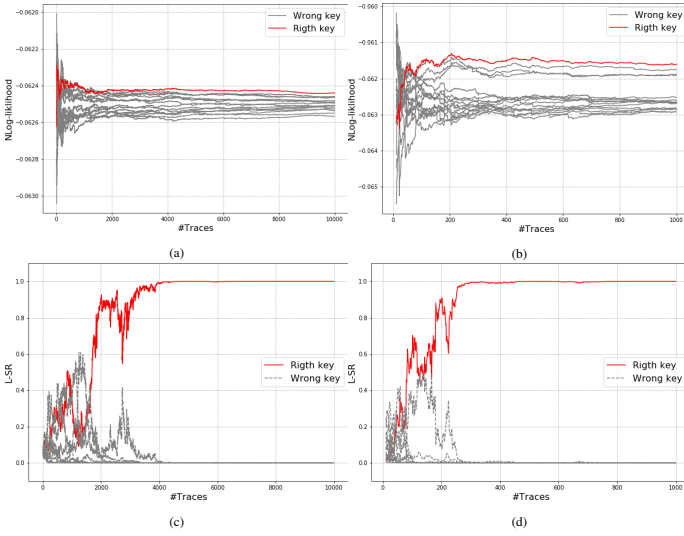 −0.0620
−0.0622
−0.0624
−0.0626
−0.0628
−0.0630
NLog-liklihood
Wrong key
Rigth key
0
2000
4000
6000
8000
10000
#Traces
(a)
−0.060
−0.061
−0.062
−0.063
−0.064
−0.065
NLog-liklihood
Wrong key
Rigth key
0
200
400
600
800
1000
#Traces
(b)
1.0
0.8
0.6
0.4
0.2
0.0
L-SR
Rigth key
Wrong key
0
2000
4000
6000
8000
10000
#Traces
(c)
1.0
0.8
0.6
0.4
0.2
0.0
L-SR
Rigth key
Wrong key
0
200
400
600
800
1000
#Traces
(d)